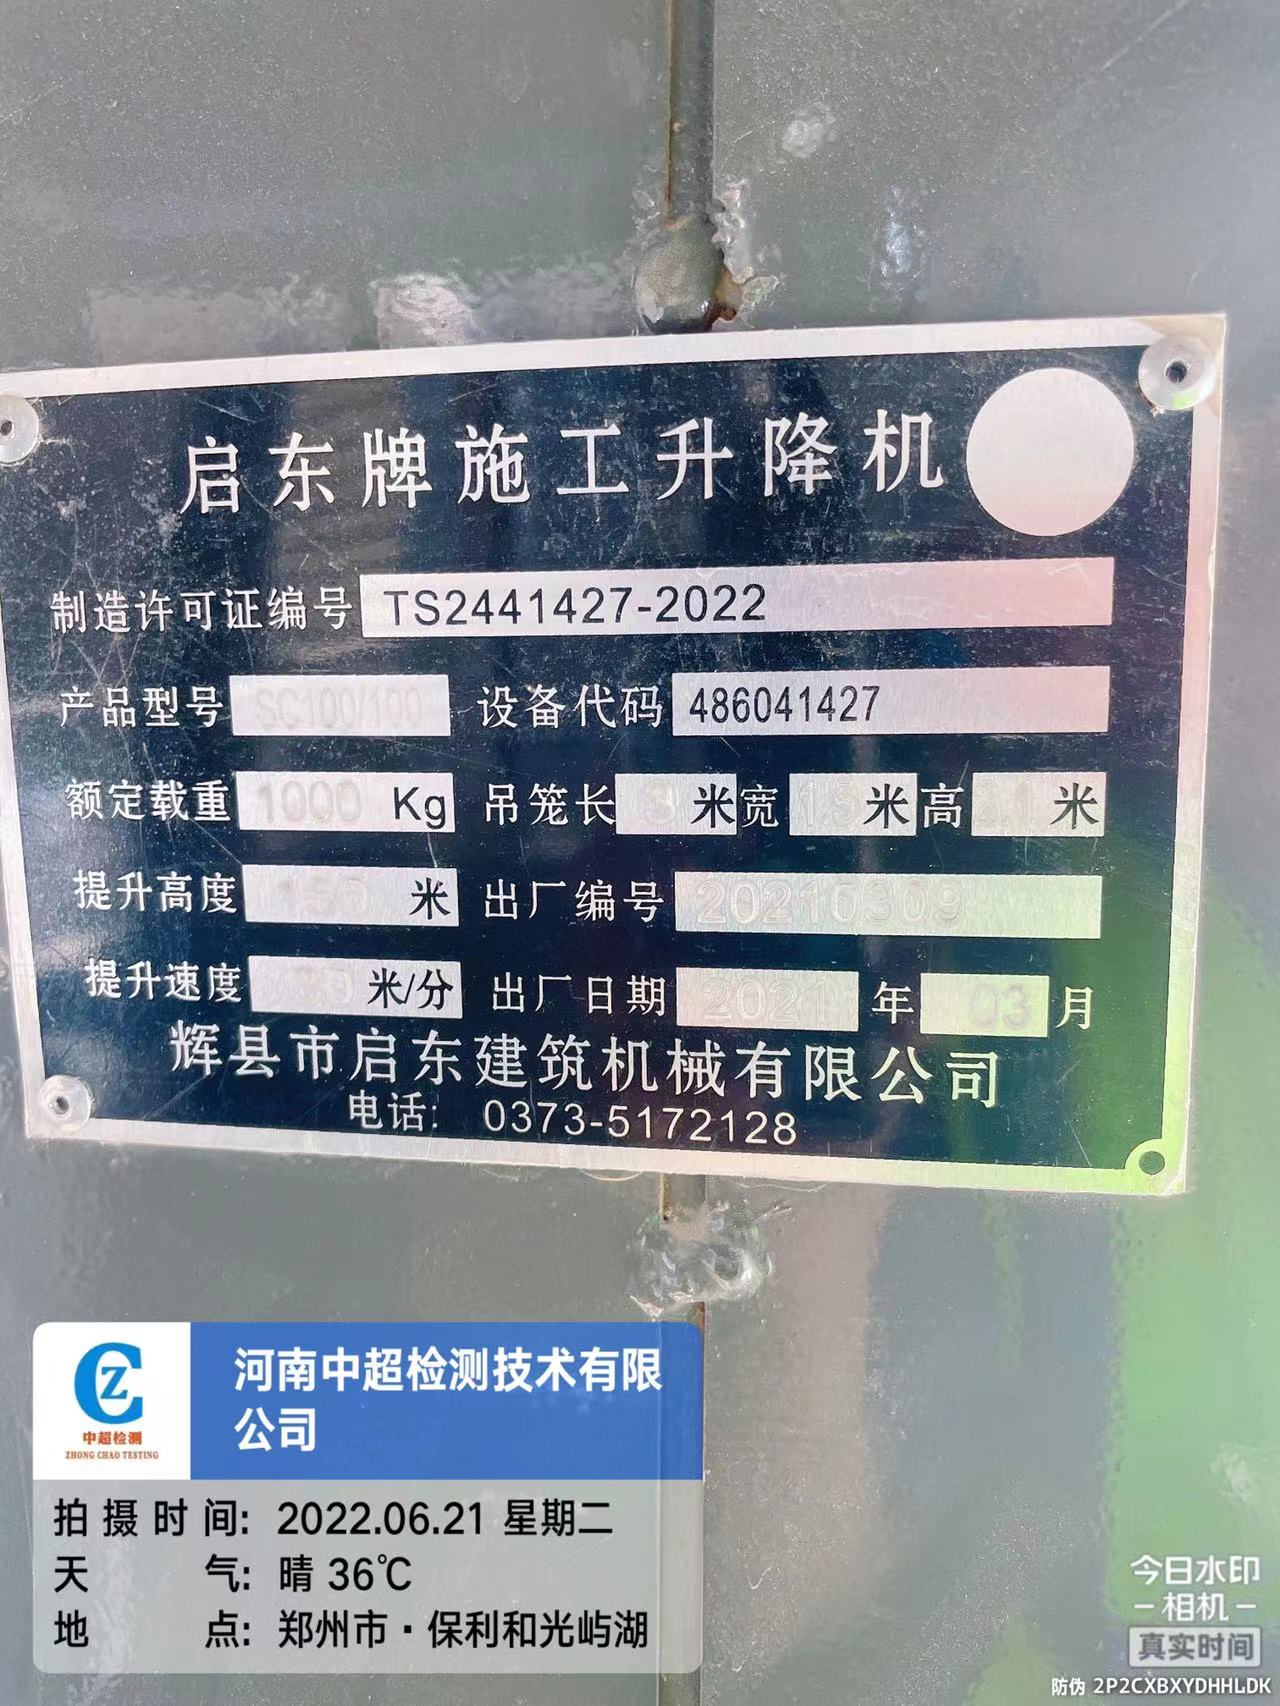 启东牌施工升降机
制造许可证编号 TS2441427-2022
产品型号 SC100/100 设备代码 486041427
额定载重 1000 Kg 吊笼长 3 米 宽 1.5 米 高 米
提升高度 150 米 出厂编号 20210309
提升速度 30 米/分 出厂日期 2021 年 03 月
辉县市启东建筑机械有限公司
电话: 0373-5172128
CZ
中超检测
ZHONG CHAO TESTING
河南中超检测技术有限
公司
拍摄时间: 2022.06.21 星期二
天气: 晴 36℃
地点: 郑州市·保利和光屿湖
今日水印
相机
真实时间
防伪 2P2CXBXYDHHLDK